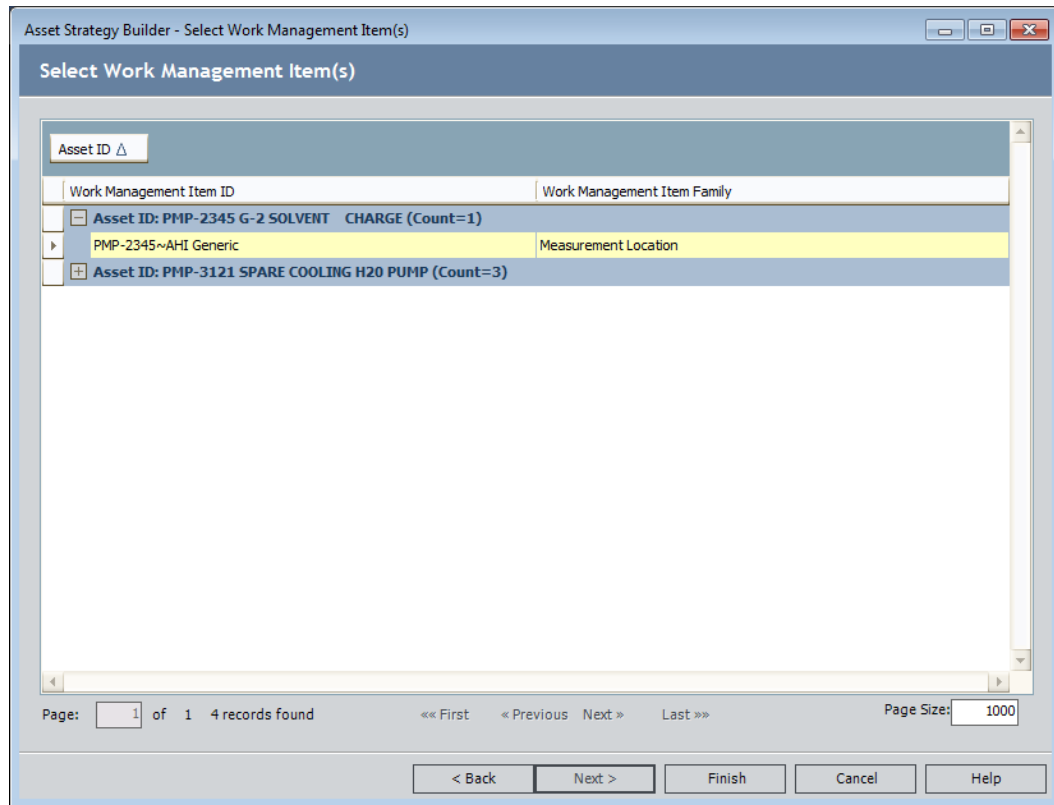 Asset Strategy Builder - Select Work Management Item(s)
Select Work Management Item(s)
Asset ID △
Work Management Item ID Work Management Item Family
Asset ID: PMP-2345 G-2 SOLVENT CHARGE (Count=1)
PMP-2345~AHI Generic Measurement Location
Asset ID: PMP-3121 SPARE COOLING H20 PUMP (Count=3)
Page: 1 of 1 4 records found «« First « Previous Next » Last »» Page Size: 1000
< Back Next > Finish Cancel Help